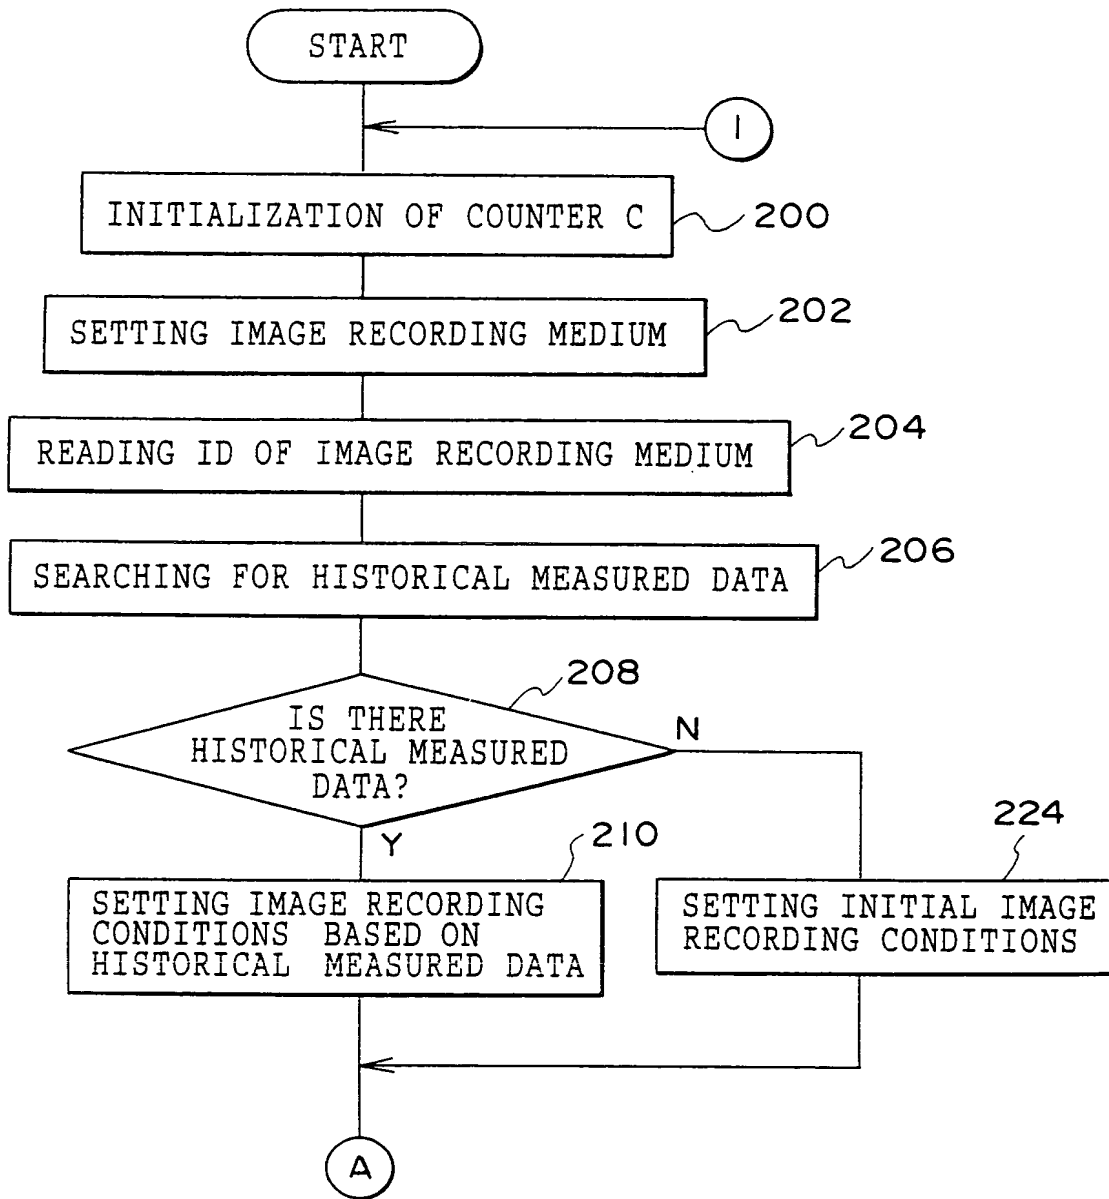 START
I
INITIALIZATION OF COUNTER C
200
SETTING IMAGE RECORDING MEDIUM
202
READING ID OF IMAGE RECORDING MEDIUM
204
SEARCHING FOR HISTORICAL MEASURED DATA
206
208
IS THERE
HISTORICAL MEASURED
DATA?
N
Y
210
SETTING IMAGE RECORDING
CONDITIONS BASED ON
HISTORICAL MEASURED DATA
224
SETTING INITIAL IMAGE
RECORDING CONDITIONS
A